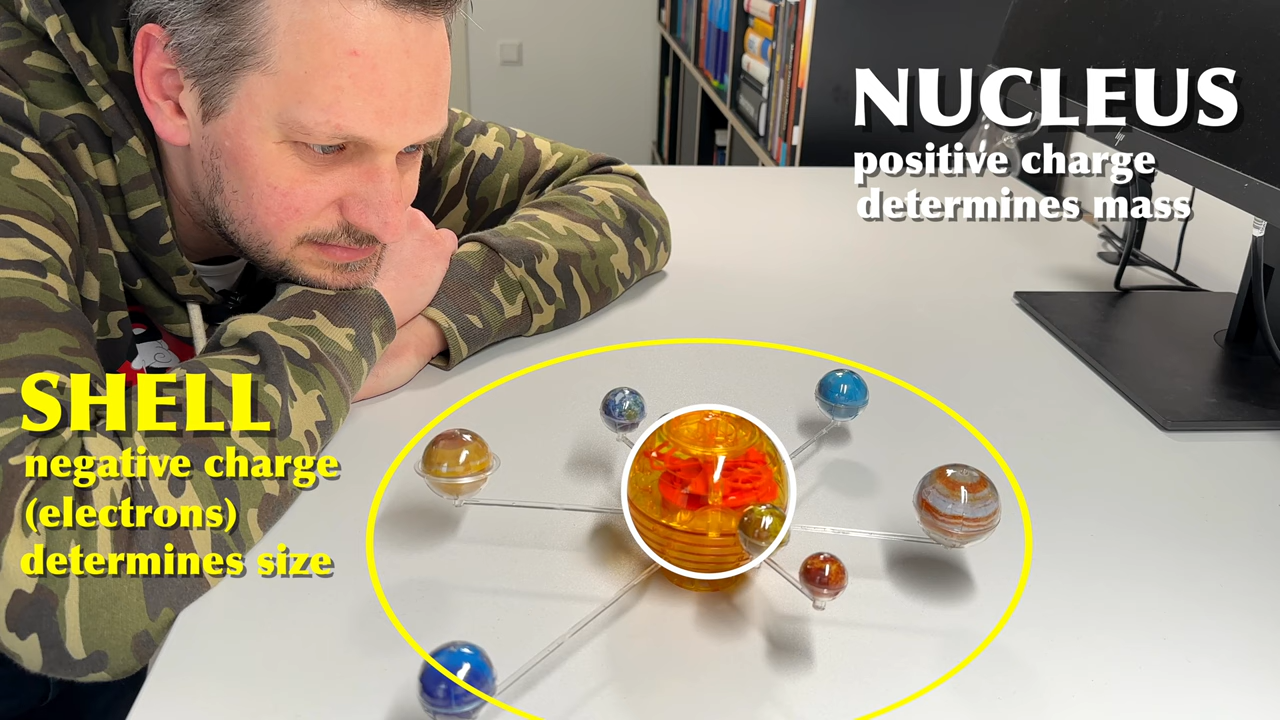 NUCLEUS
positive charge
determines mass
SHELL
negative charge
(electrons)
determines size